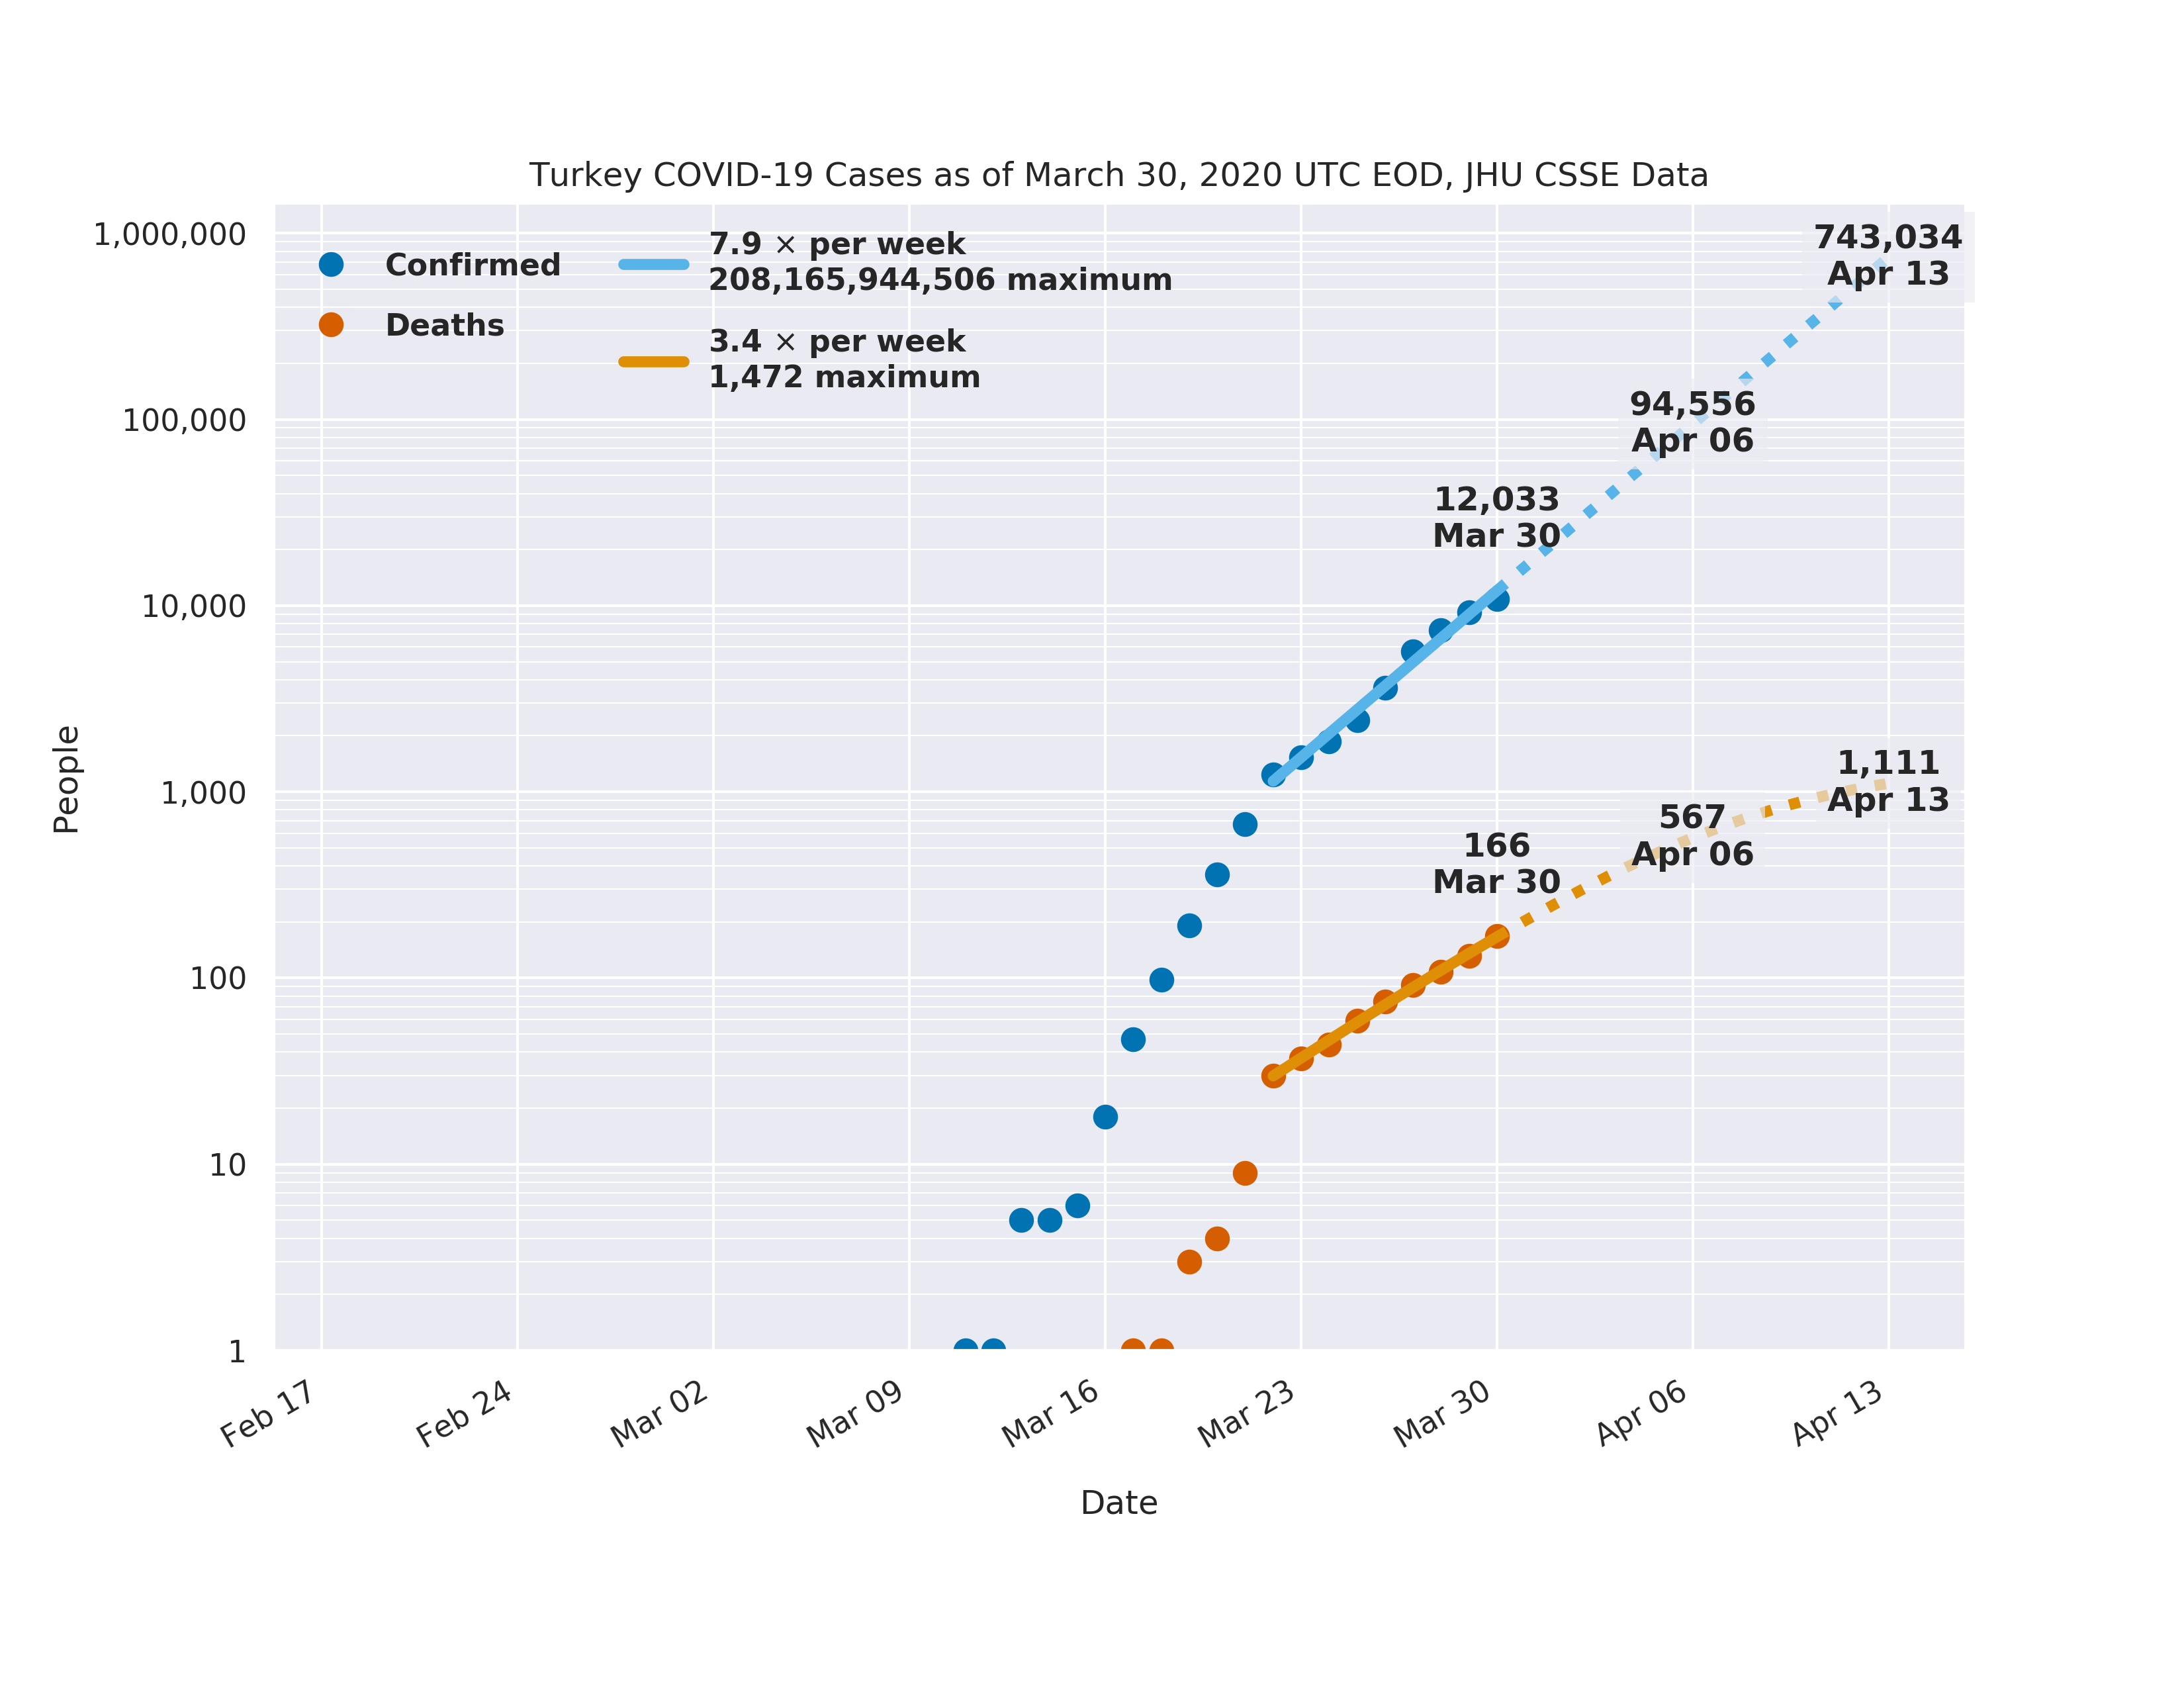 Turkey COVID-19 Cases as of March 30, 2020 UTC EOD, JHU CSSE Data
Confirmed
Deaths
7.9 × per week
208,165,944,506 maximum
3.4 × per week
1,472 maximum
743,034
Apr 13
94,556
Apr 06
12,033
Mar 30
1,111
Apr 13
567
Apr 06
166
Mar 30
People
1,000,000
100,000
10,000
1,000
100
10
1
Feb 17
Feb 24
Mar 02
Mar 09
Mar 16
Mar 23
Mar 30
Apr 06
Apr 13
Date